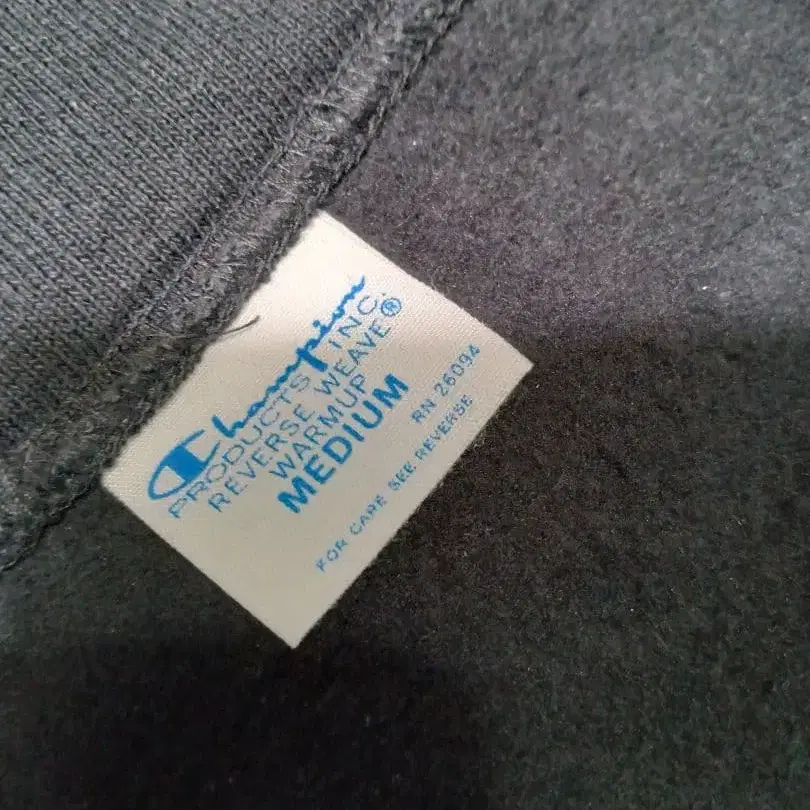 Champion
PRODUCTS INC.
REVERSE WEAVE®
WARMUP
MEDIUM
RN 26094
FOR CARE SEE REVERSE